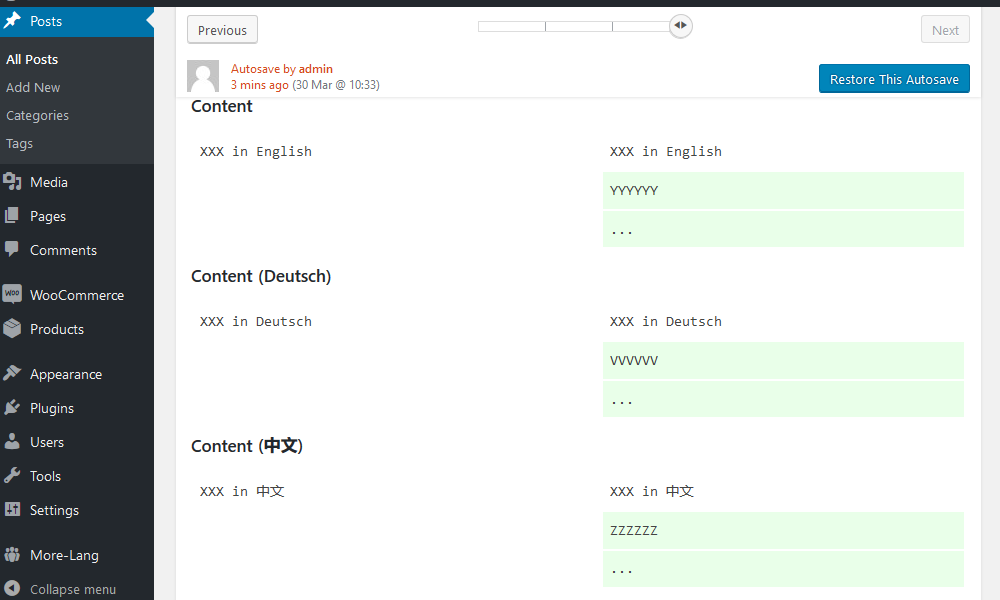 Posts
All Posts
Add New
Categories
Tags
Media
Pages
Comments
WOO WooCommerce
Products
Appearance
Plugins
Users
Tools
Settings
More-Lang
Collapse menu
Previous
Next
Autosave by admin
3 mins ago (30 Mar @ 10:33)
Restore This Autosave
Content
XXX in English XXX in English
YYYYYY
...
Content (Deutsch)
XXX in Deutsch XXX in Deutsch
VVVVVV
...
Content (中文)
XXX in 中文 XXX in 中文
ZZZZZZ
...